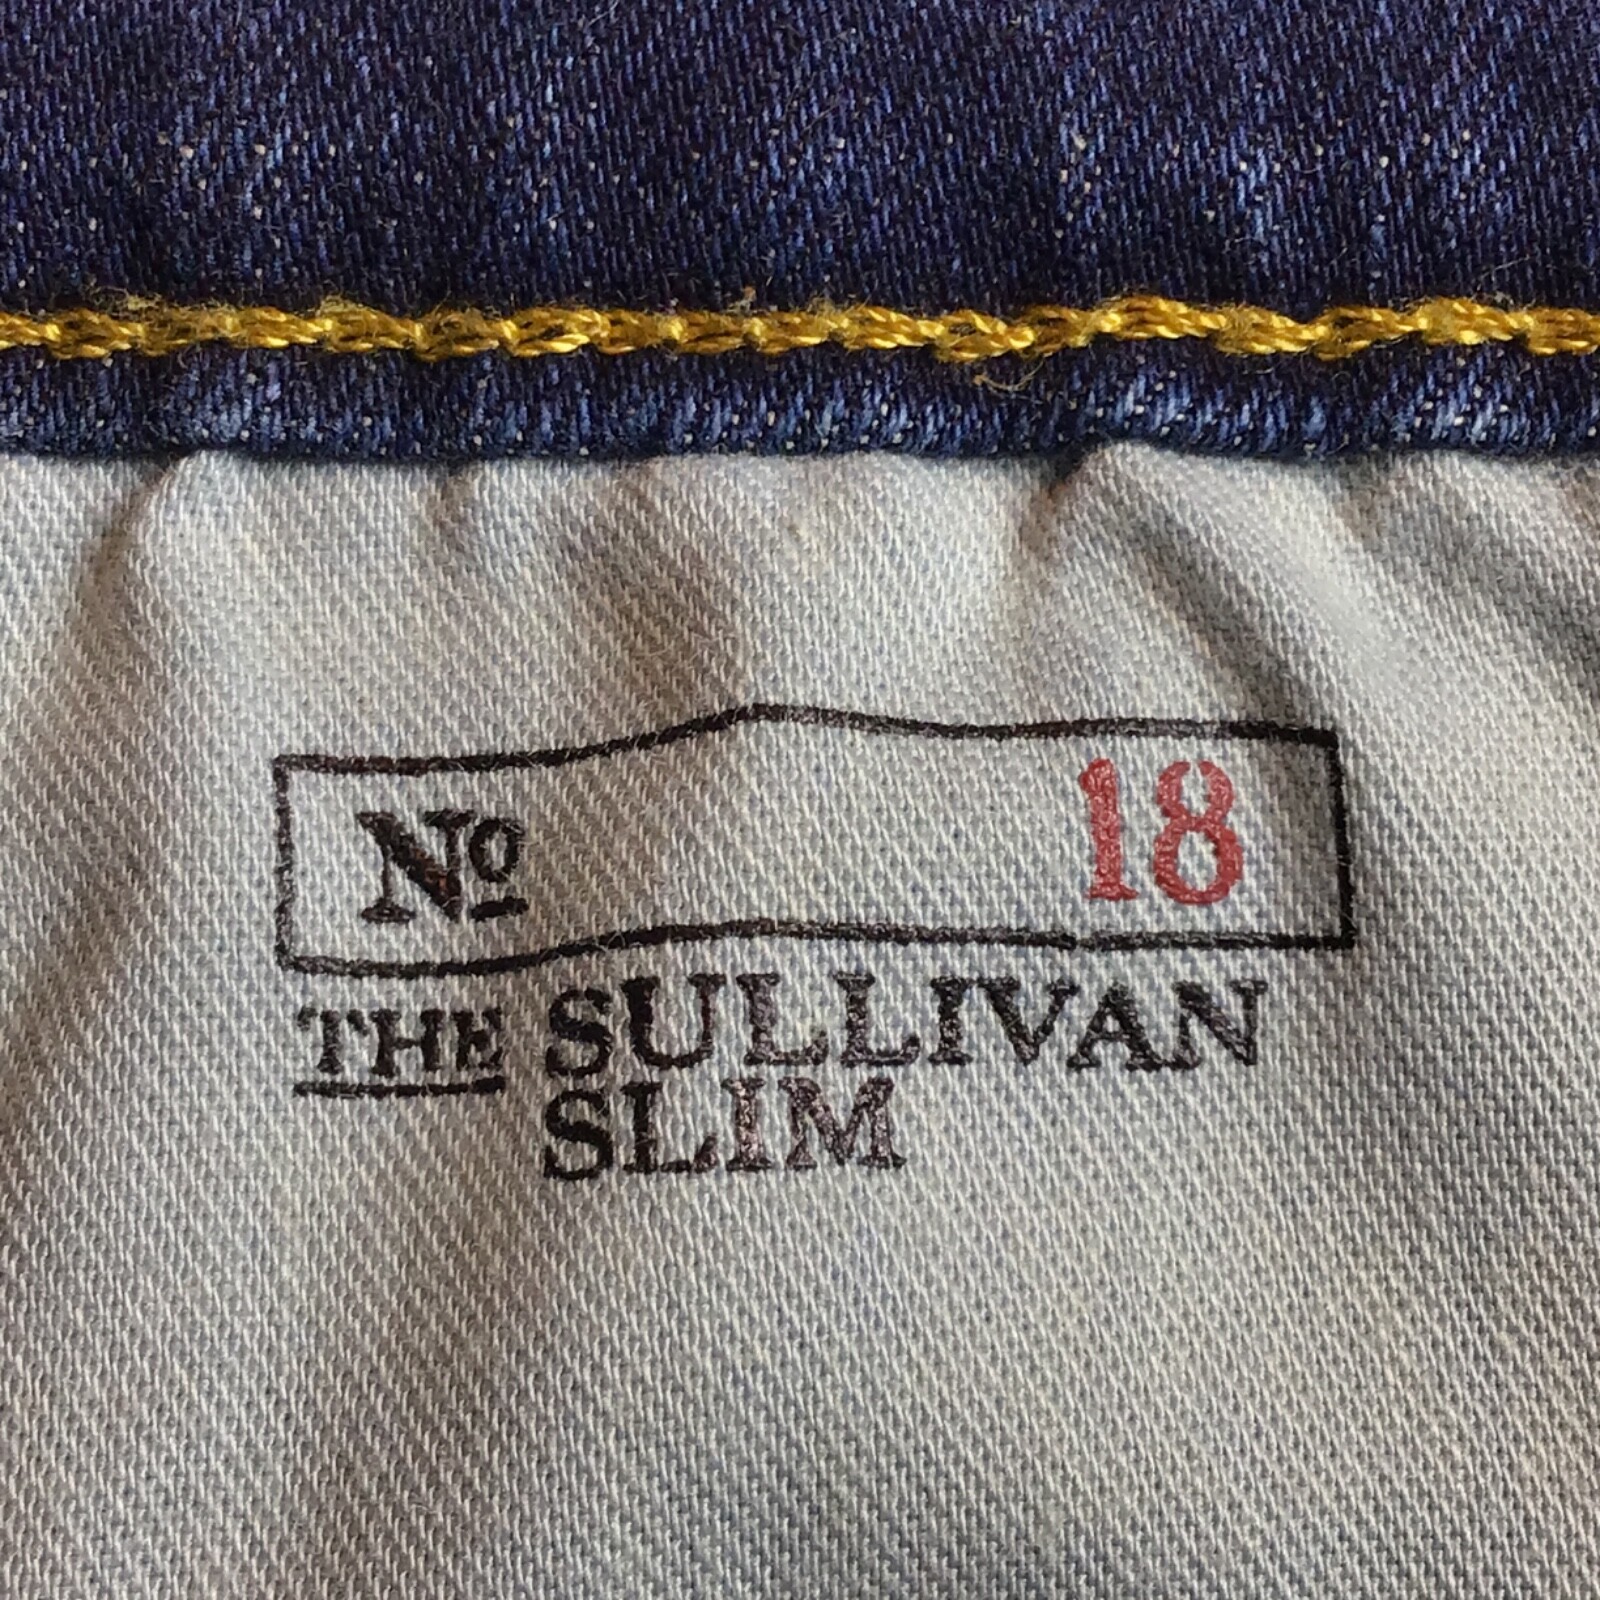 No 18
THE SULLIVAN
SLIM